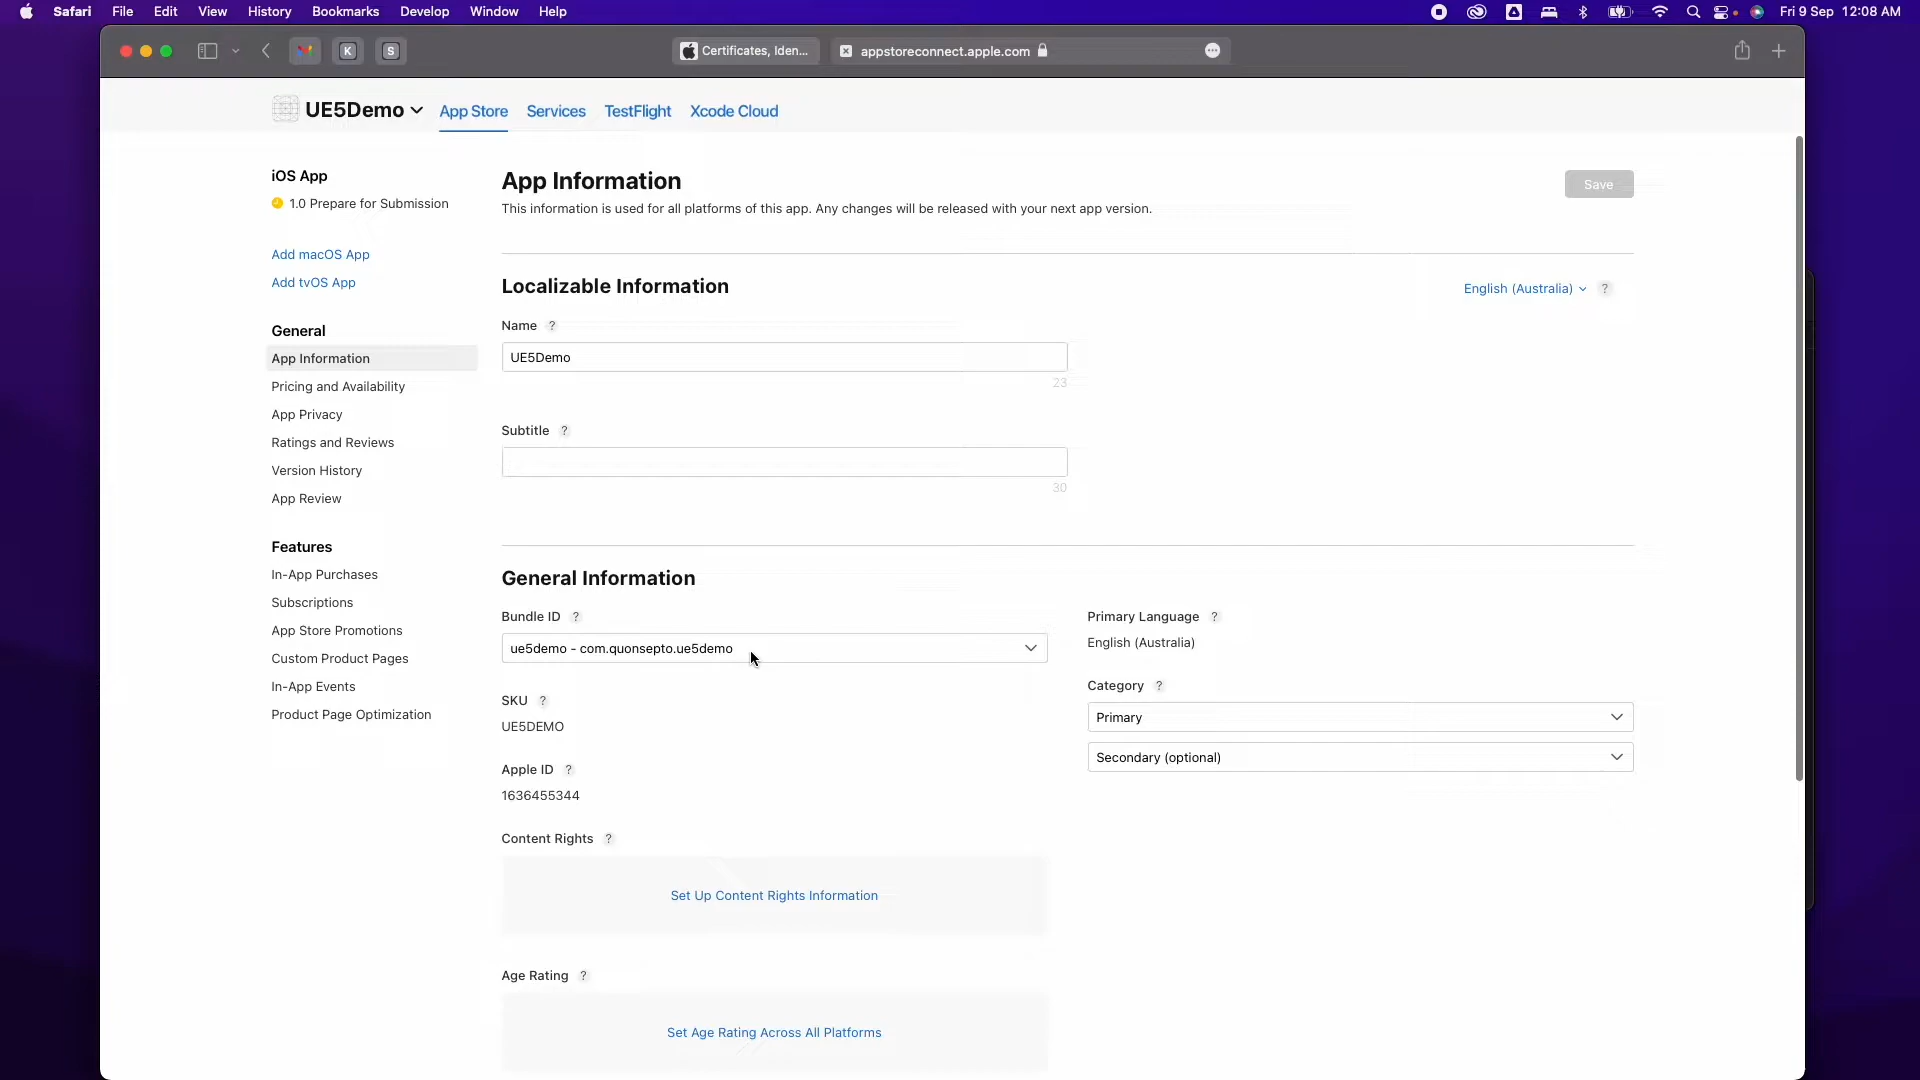 Safari File Edit View History Bookmarks Develop Window Help Fri 9 Sep 12:08 AM
K S Certificates, Iden... appstoreconnect.apple.com
UE5Demo App Store Services TestFlight Xcode Cloud
iOS App
1.0 Prepare for Submission
Add macOS App
Add tvOS App
General
App Information
Pricing and Availability
App Privacy
Ratings and Reviews
Version History
App Review
Features
In-App Purchases
Subscriptions
App Store Promotions
Custom Product Pages
In-App Events
Product Page Optimization
App Information
Save
This information is used for all platforms of this app. Any changes will be released with your next app version.
Localizable Information
English (Australia) ?
Name ?
UE5Demo
23
Subtitle ?
30
General Information
Bundle ID ?
ue5demo - com.quonsepto.ue5demo
SKU ?
UE5DEMO
Apple ID ?
1636455344
Content Rights ?
Set Up Content Rights Information
Age Rating ?
Set Age Rating Across All Platforms
Primary Language ?
English (Australia)
Category ?
Primary
Secondary (optional)